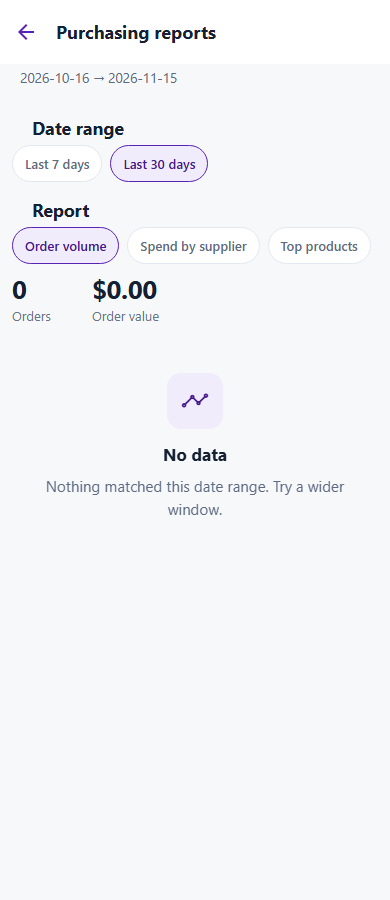 Purchasing reports
2026-10-16 → 2026-11-15
Date range
Last 7 days
Last 30 days
Report
Order volume
Spend by supplier
Top products
0
$0.00
Orders
Order value
No data
Nothing matched this date range. Try a wider
window.